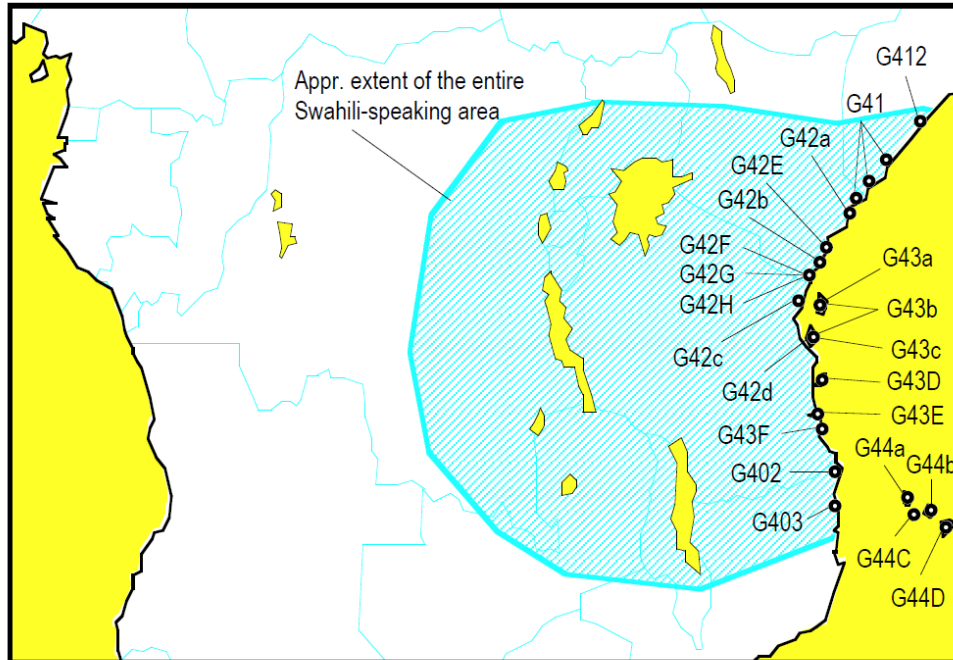 G412
Appr. extent of the entire
Swahili-speaking area
G41
G42a
G42E
G42b
G42F
G43a
G42G
G42H
G43b
G43c
G42c
G43D
G42d
G43E
G43F
G44a
G44b
G402
G403
G44C
G44D